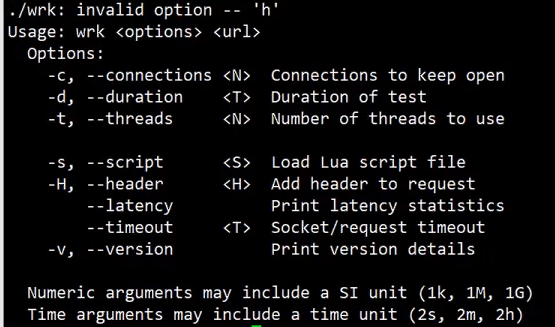 ./wrk: invalid option -- 'h'
Usage: wrk <options> <url>
  Options:
    -c, --connections <N>  Connections to keep open
    -d, --duration    <T>  Duration of test
    -t, --threads     <N>  Number of threads to use

    -s, --script      <S>  Load Lua script file
    -H, --header      <H>  Add header to request
        --latency          Print latency statistics
        --timeout     <T>  Socket/request timeout
    -v, --version          Print version details

  Numeric arguments may include a SI unit (1k, 1M, 1G)
  Time arguments may include a time unit (2s, 2m, 2h)